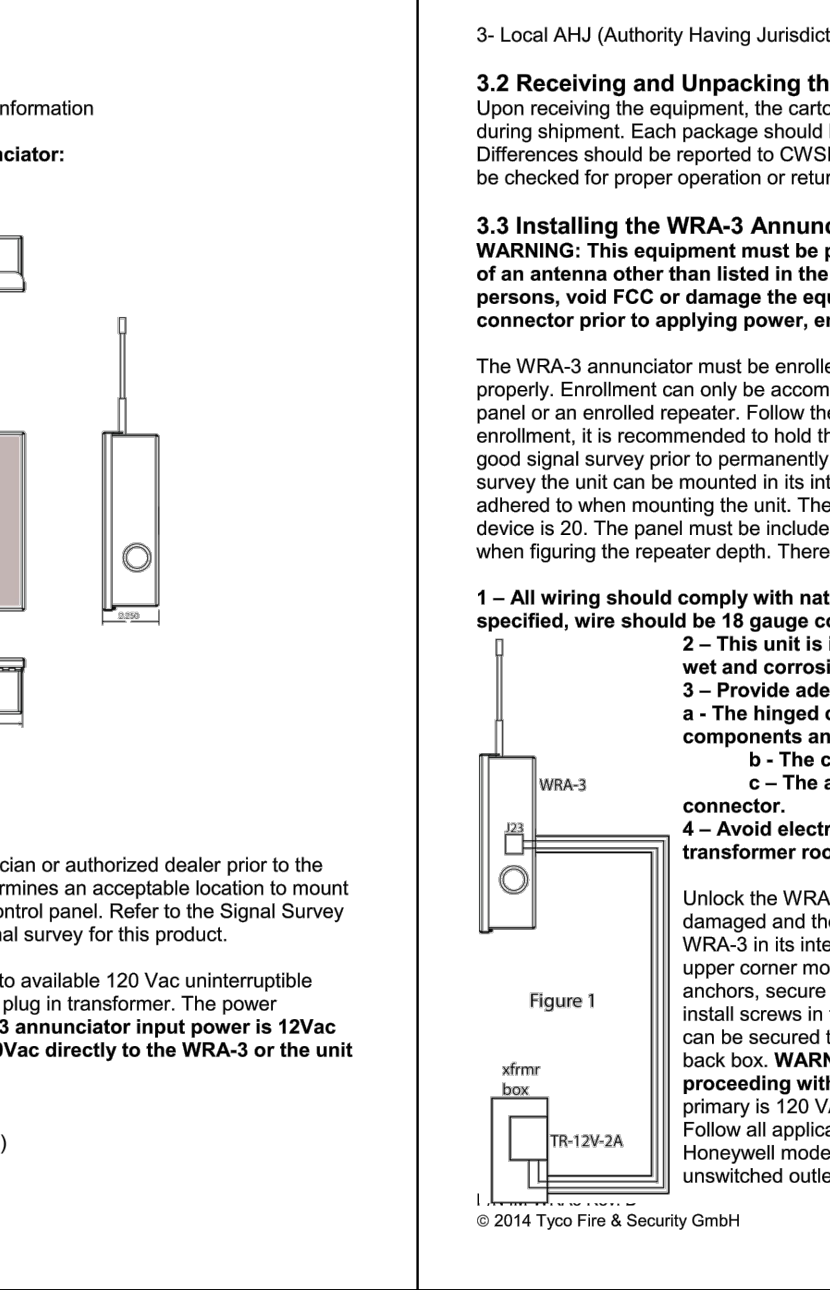 nformation
nciator:
cian or authorized dealer prior to the
ermines an acceptable location to mount
ontrol panel. Refer to the Signal Survey
nal survey for this product.
to available 120 Vac uninterruptible
plug in transformer. The power
3 annunciator input power is 12Vac
0Vac directly to the WRA-3 or the unit
)
3- Local AHJ (Authority Having Jurisdict
3.2 Receiving and Unpacking th
Upon receiving the equipment, the carto
during shipment. Each package should
Differences should be reported to CWSI
be checked for proper operation or retur
3.3 Installing the WRA-3 Annunc
WARNING: This equipment must be p
of an antenna other than listed in the
persons, void FCC or damage the equ
connector prior to applying power, en
The WRA-3 annunciator must be enrolle
properly. Enrollment can only be accom
panel or an enrolled repeater. Follow the
enrollment, it is recommended to hold th
good signal survey prior to permanently
survey the unit can be mounted in its int
adhered to when mounting the unit. The
device is 20. The panel must be include
when figuring the repeater depth. There
1 – All wiring should comply with nat
specified, wire should be 18 gauge co
2 – This unit is i
wet and corrosi
3 – Provide ade
a - The hinged c
components an
b - The c
c – The a
connector.
4 – Avoid electr
transformer roo
WRA-3
J23
Figure 1
xfrmr
box
TR-12V-2A
Unlock the WRA
damaged and the
WRA-3 in its inte
upper corner mo
anchors, secure
install screws in
can be secured t
back box. WARN
proceeding with
primary is 120 VA
Follow all applica
Honeywell mode
unswitched outle
© 2014 Tyco Fire & Security GmbH